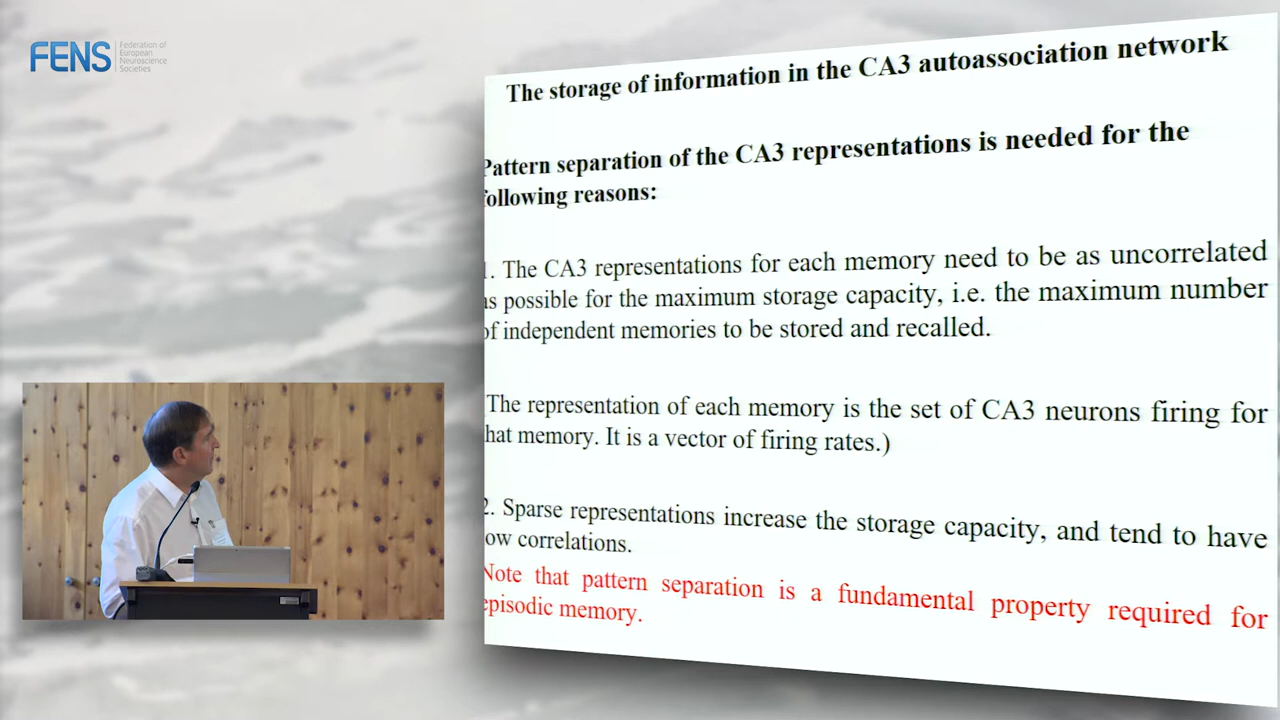 FENS
Federation of
European
Neuroscience
Societies
The storage of information in the CA3 autoassociation network
Pattern separation of the CA3 representations is needed for the
following reasons:
1. The CA3 representations for each memory need to be as uncorrelated
as possible for the maximum storage capacity, i.e. the maximum number
of independent memories to be stored and recalled.
(The representation of each memory is the set of CA3 neurons firing for
that memory. It is a vector of firing rates.)
2. Sparse representations increase the storage capacity, and tend to have
low correlations.
Note that pattern separation is a fundamental property required for
episodic memory.